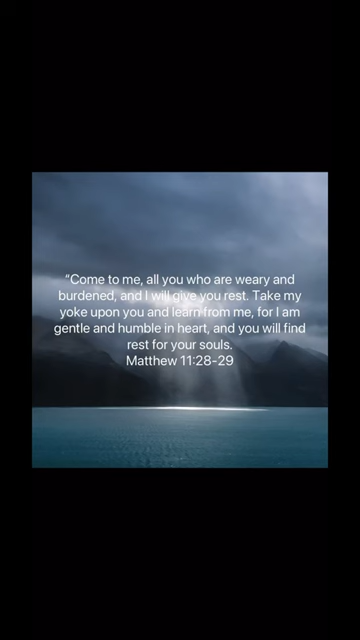 “Come to me, all you who are weary and
burdened, and I will give you rest. Take my
yoke upon you and learn from me, for I am
gentle and humble in heart, and you will find
rest for your souls.
Matthew 11:28-29